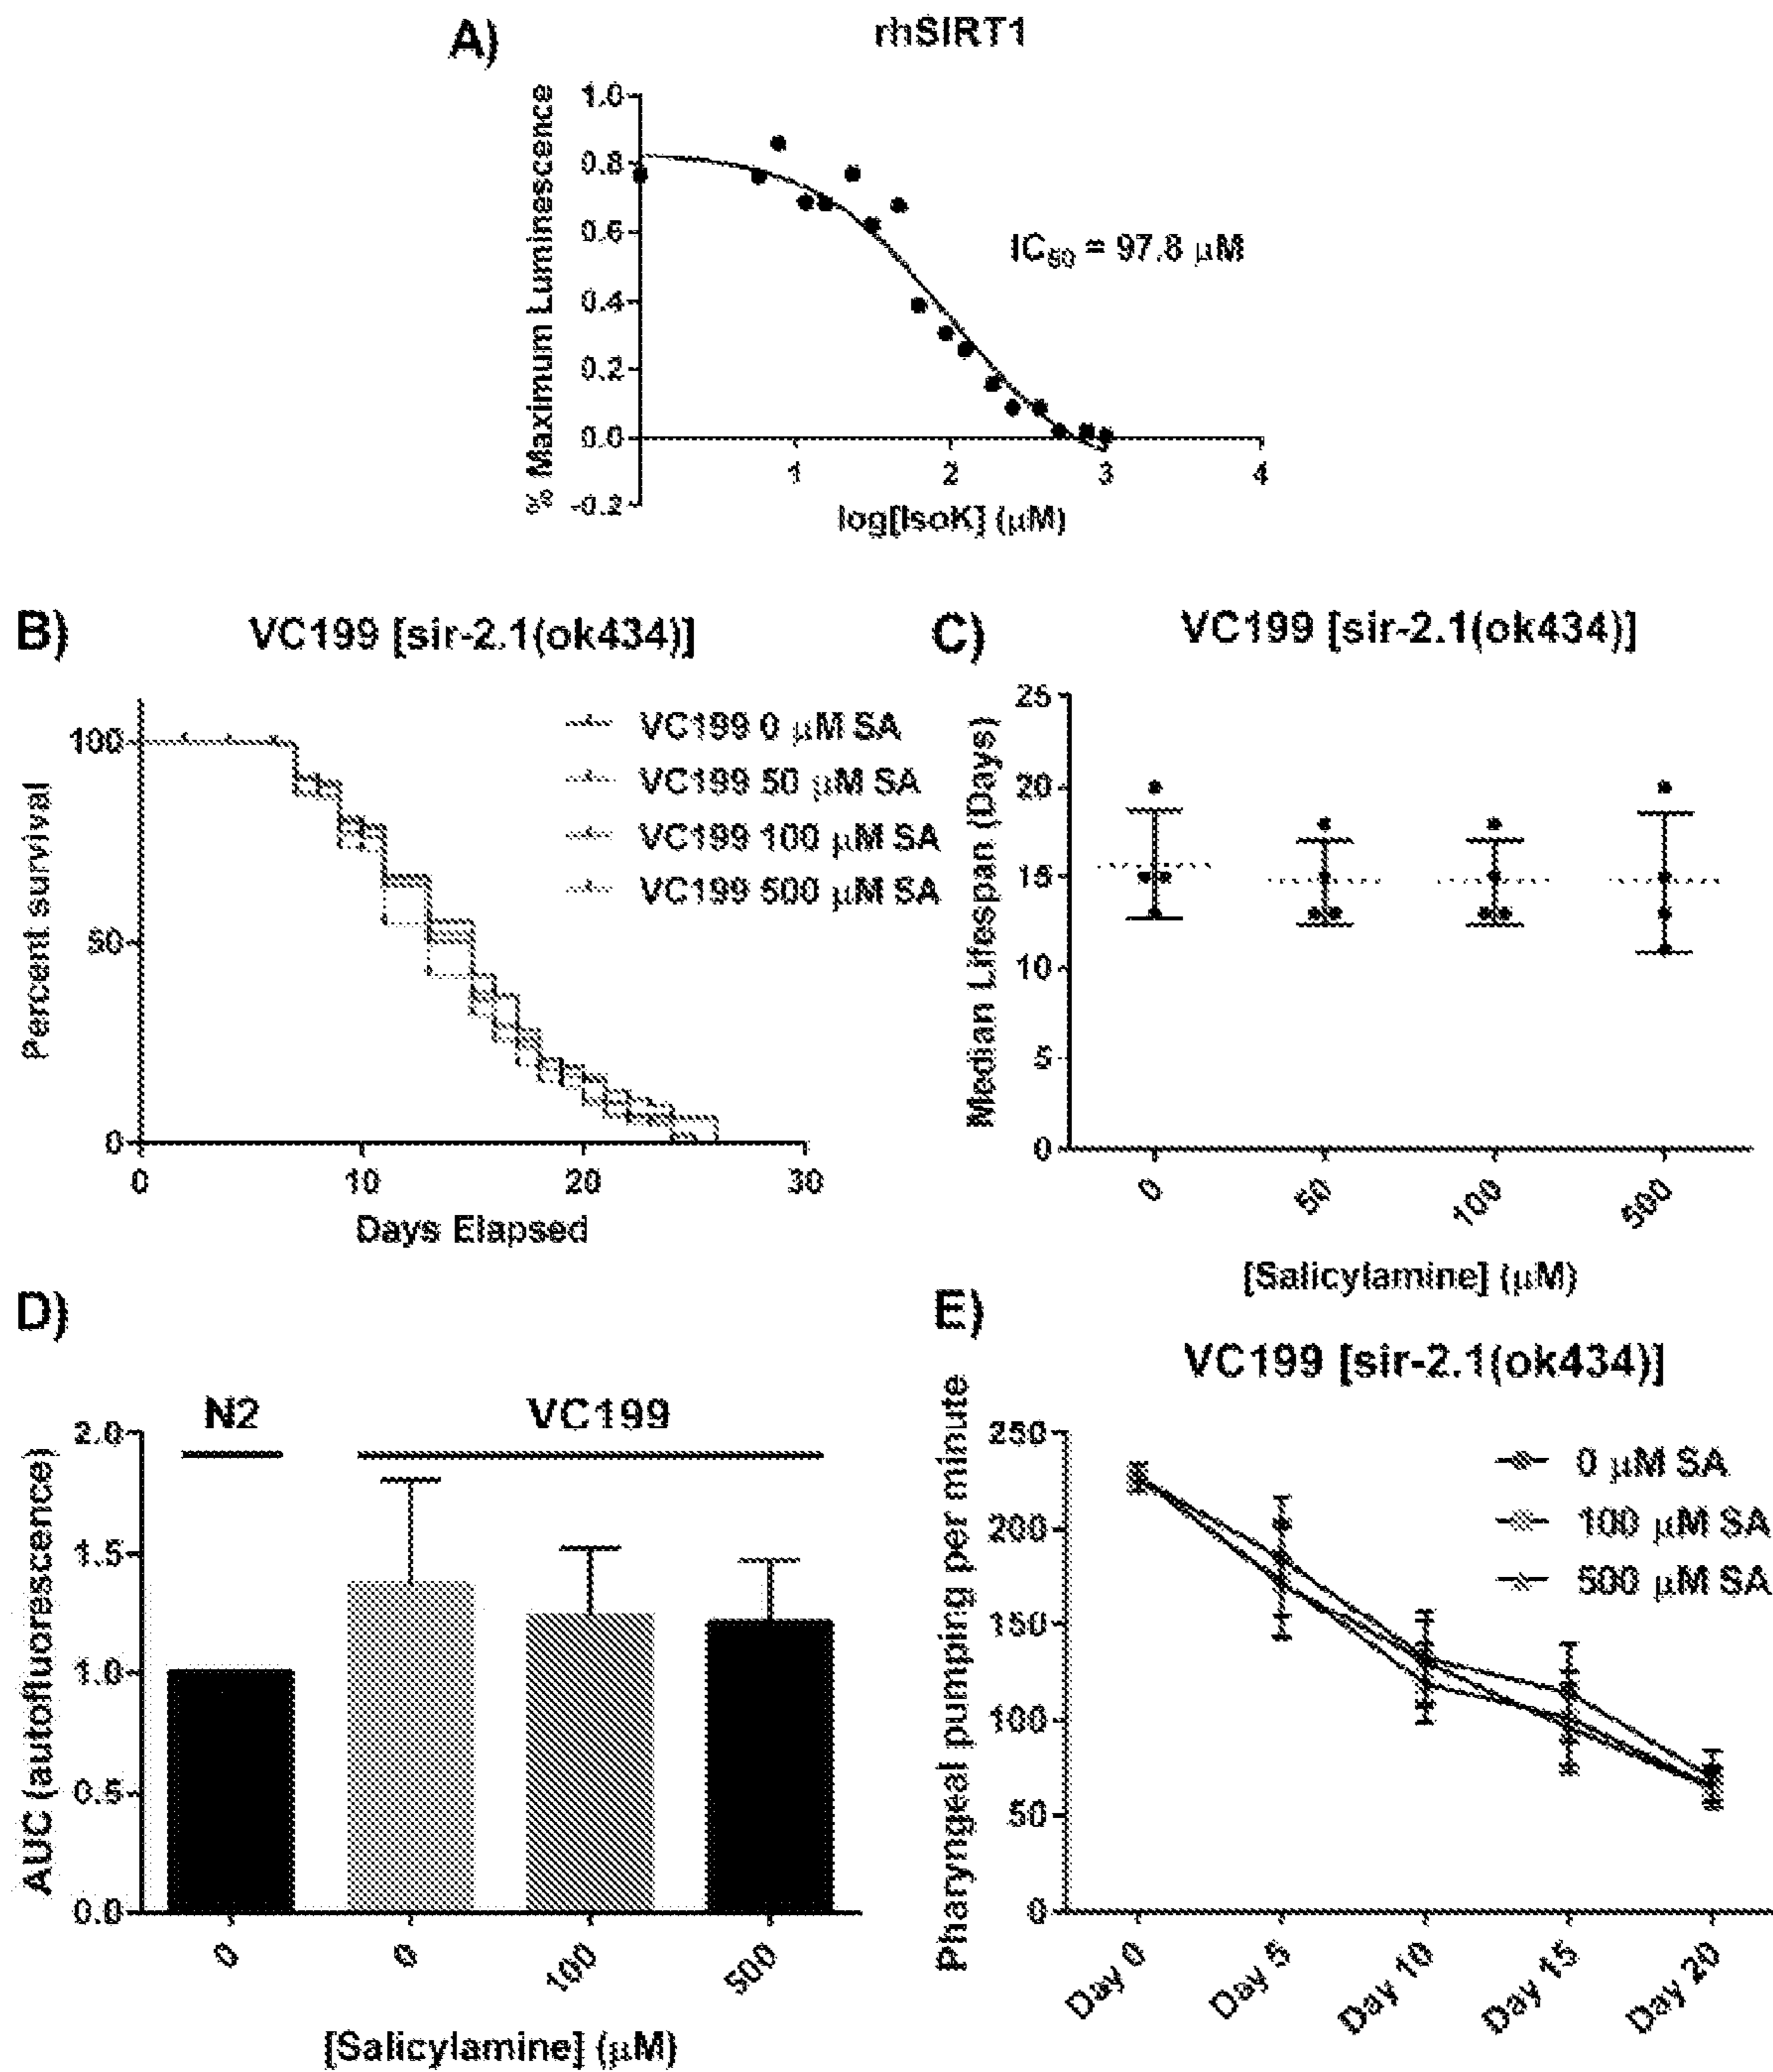 A)
rhSIRT1
% Maximum Luminescence
1.0
0.8
0.6
0.4
0.2
0.0
-0.2
1
2
3
4
IC50 = 97.8 μM
log[IsoK] (μM)
B)
VC199 [sir-2.1(ok434)]
Percent survival
100
50
0
0
10
20
30
Days Elapsed
VC199 0 μM SA
VC199 50 μM SA
VC199 100 μM SA
VC199 500 μM SA
C)
VC199 [sir-2.1(ok434)]
Median Lifespan (Days)
25
20
15
10
5
0
0
50
100
500
[Salicylamine] (μM)
D)
N2
VC199
AUC (autofluorescence)
2.0
1.5
1.0
0.5
0.0
0
0
100
500
[Salicylamine] (μM)
E)
VC199 [sir-2.1(ok434)]
Pharyngeal pumping per minute
250
200
150
100
50
0
0 μM SA
100 μM SA
500 μM SA
Day 0
Day 5
Day 10
Day 15
Day 20